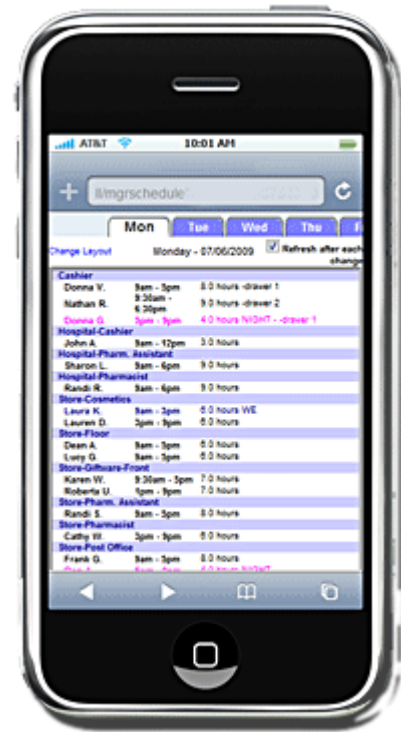 AT&T 10:01 AM
ll/mgrschedule
Mon Tue Wed Thu
Change Layout Monday - 07/06/2009 Refresh after each change
Cashier
Donna V. 9am - 5pm 8.0 hours -drawer 1
Nathan R. 9:30am - 6:30pm 9.0 hours -drawer 2
Donna G. 5pm - 9pm 4.0 hours NIGHT - -drawer 1
Hospital-Cashier
John A. 9am - 12pm 3.0 hours
Hospital-Pharm. Assistant
Sharon L. 9am - 6pm 9.0 hours
Hospital-Pharmacist
Randi R. 9am - 6pm 9.0 hours
Store-Cosmetics
Laura K. 9am - 3pm 6.0 hours WE
Lauren D. 3pm - 9pm 6.0 hours
Store-Floor
Dean A. 9am - 3pm 6.0 hours
Lucy G. 9am - 3pm 6.0 hours
Store-Giftware-Front
Karen W. 9:30am - 5pm 7.0 hours
Roberta U. 1pm - 9pm 7.0 hours
Store-Pharm. Assistant
Randi S. 9am - 5pm 8.0 hours
Store-Pharmacist
Cathy W. 3pm - 9pm 6.0 hours
Store-Post Office
Frank G. 9am - 5pm 8.0 hours